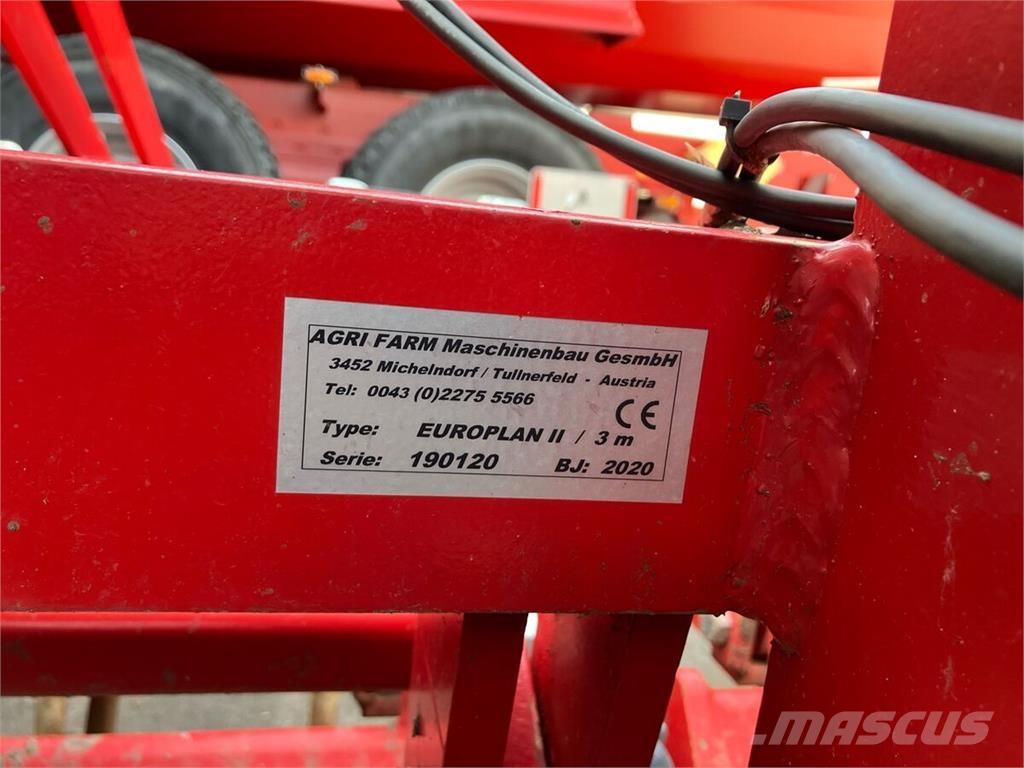 AGRI FARM Maschinenbau GesmbH
3452 Michelndorf / Tullnerfeld - Austria
Tel: 0043 (0)2275 5566
CE
Type: EUROPLAN II / 3 m
Serie: 190120 BJ: 2020
MASCUS